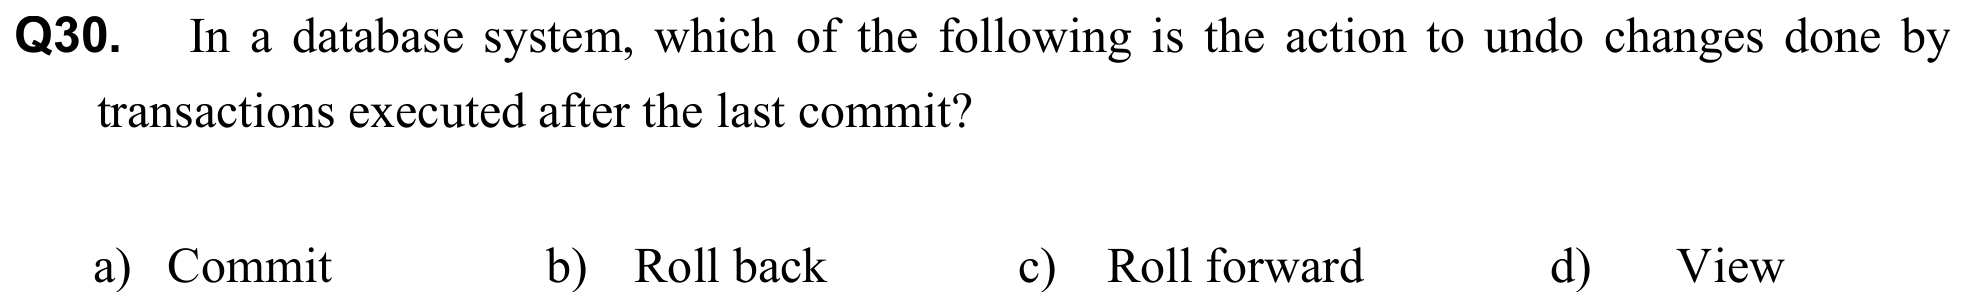 Q30. In a database system, which of the following is the action to undo changes done by
transactions executed after the last commit?
a) Commit b) Roll back c) Roll forward d) View